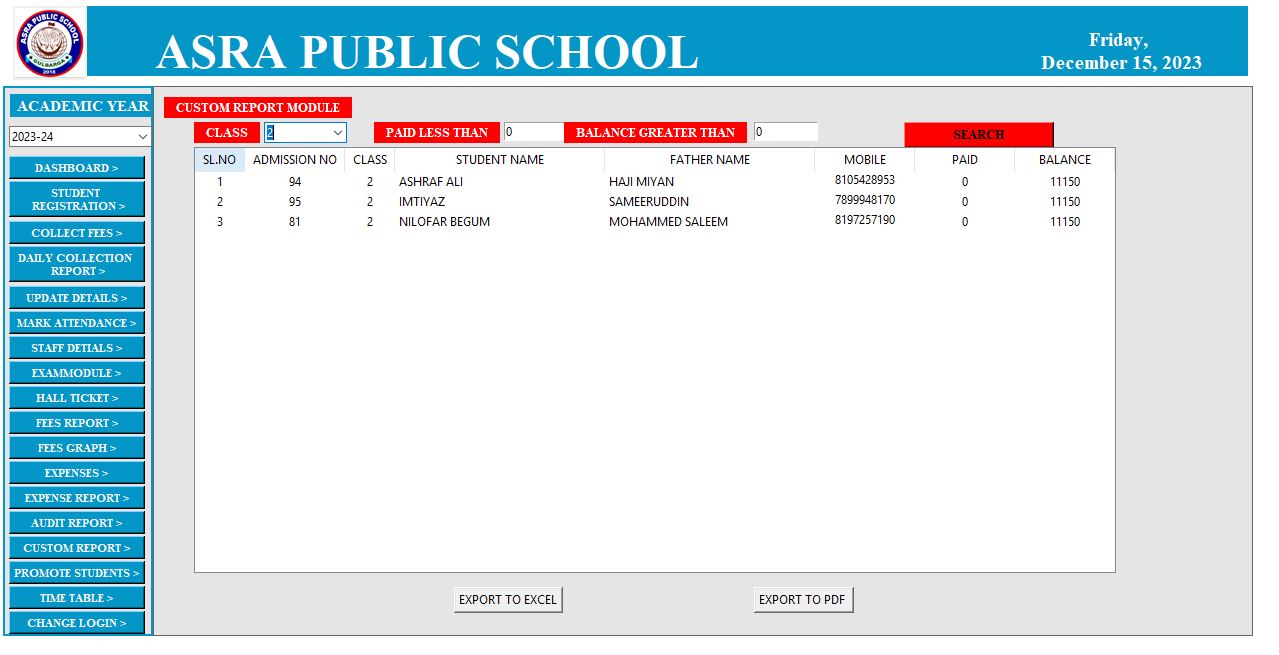 ASRA PUBLIC SCHOOL
GULBARGA
2018
ASRA PUBLIC SCHOOL
Friday,
December 15, 2023
ACADEMIC YEAR
2023-24
DASHBOARD >
STUDENT
REGISTRATION >
COLLECT FEES >
DAILY COLLECTION
REPORT >
UPDATE DETAILS >
MARK ATTENDANCE >
STAFF DETIALS >
EXAMMODULE >
HALL TICKET >
FEES REPORT >
FEES GRAPH >
EXPENSES >
EXPENSE REPORT >
AUDIT REPORT >
CUSTOM REPORT >
PROMOTE STUDENTS >
TIME TABLE >
CHANGE LOGIN >
CUSTOM REPORT MODULE
CLASS 2 PAID LESS THAN 0 BALANCE GREATER THAN 0 SEARCH
SL.NO ADMISSION NO CLASS STUDENT NAME FATHER NAME MOBILE PAID BALANCE
1 94 2 ASHRAF ALI HAJI MIYAN 8105428953 0 11150
2 95 2 IMTIYAZ SAMEERUDDIN 7899948170 0 11150
3 81 2 NILOFAR BEGUM MOHAMMED SALEEM 8197257190 0 11150
EXPORT TO EXCEL EXPORT TO PDF